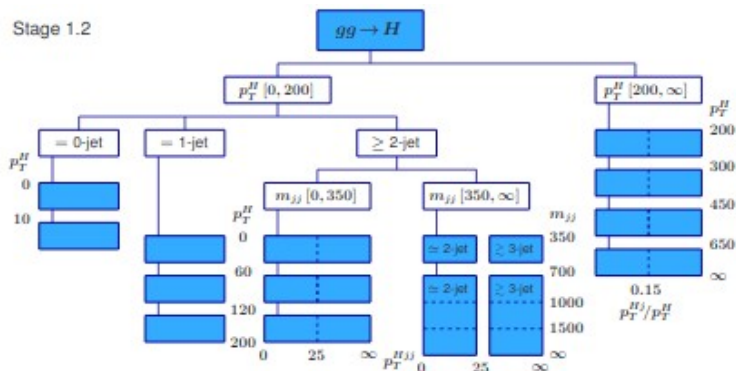 Stage 1.2
gg → H
p_T^H [0, 200]
p_T^H [200, ∞]
= 0-jet
= 1-jet
≥ 2-jet
p_T^H
0
10
m_jj [0, 350]
m_jj [350, ∞]
p_T^H
0
60
120
200
0
25
∞
m_jj
350
700
1000
1500
∞
≃ 2-jet
≳ 3-jet
≃ 2-jet
≳ 3-jet
p_T^Hjj
0
25
∞
p_T^H
200
300
450
650
∞
0.15
p_T^Hj/p_T^H